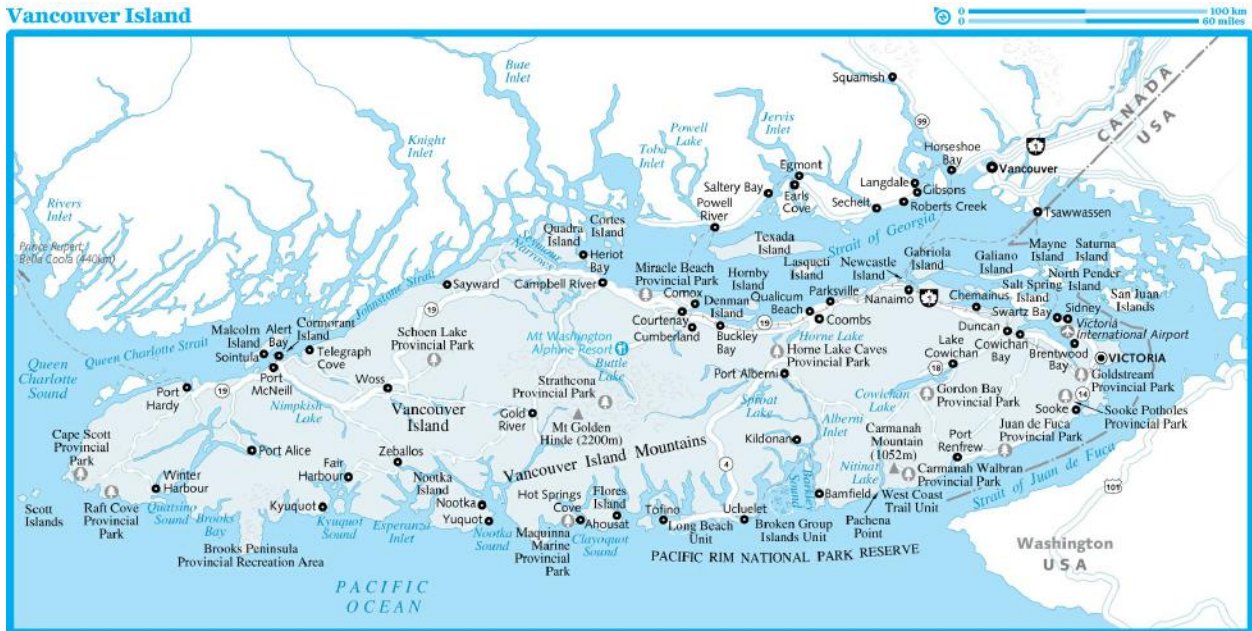 Vancouver Island
0 100 km
0 60 miles
Bute
Inlet
Squamish
CANADA
USA
99
1
Knight
Inlet
Jervis
Inlet
Powell
Lake
Toba
Inlet
Horseshoe
Bay
Vancouver
Egmont
Earls
Cove
Saltery Bay
Langdale
Gibsons
Sechelt
Roberts Creek
Powell
River
Tsawwassen
Rivers
Inlet
Prince Rupert;
Bella Coola (440km)
Cortes
Island
Quadra
Island
Heriot
Bay
Texada
Island
Strait of Georgia
Lasqueti
Island
Newcastle
Island
Gabriola
Island
Galiano
Island
Mayne
Island
Saturna
Island
North Pender
Island
Salt Spring
Island
San Juan
Islands
Johnstone Strait
Sayward
Campbell River
Miracle Beach
Provincial Park
Hornby
Island
Comox
Denman
Island
Qualicum
Beach
Parksville
Nanaimo
1
Chemainus
Swartz Bay
Sidney
Victoria
International Airport
19
Courtenay
Cumberland
Buckley
Bay
19
Coombs
Duncan
Cowichan
Bay
Brentwood
Bay
VICTORIA
Malcolm
Island
Alert
Bay
Cormorant
Island
Sointula
Telegraph
Cove
Schoen Lake
Provincial Park
Mt Washington
Alphine Resort
Buttle
Lake
Horne Lake
Horne Lake Caves
Provincial Park
Lake
Cowichan
18
Goldstream
Provincial Park
Queen Charlotte Strait
Queen
Charlotte
Sound
Port
Hardy
19
Port
McNeill
Nimpkish
Lake
Woss
Vancouver
Island
Strathcona
Provincial Park
Gold
River
Mt Golden
Hinde (2200m)
Port Alberni
Sproat
Lake
Alberni
Inlet
Cowichan
Lake
Gordon Bay
Provincial Park
14
Sooke
Sooke Potholes
Provincial Park
Juan de Fuca
Provincial Park
Cape Scott
Provincial
Park
Port Alice
Zeballos
Vancouver Island Mountains
Kildonan
Carmanah
Mountain
(1052m)
Port
Renfrew
Winter
Harbour
Fair
Harbour
Nootka
Island
4
Nitinat
Lake
Carmanah Walbran
Provincial Park
Strait of Juan de Fuca
101
Scott
Islands
Raft Cove
Provincial
Park
Quatsino
Sound
Brooks
Bay
Kyuquot
Kyuquot
Sound
Esperanza
Inlet
Nootka
Yuquot
Nootka
Sound
Hot Springs
Cove
Flores
Island
Ahousat
Maquinna
Marine
Provincial
Park
Clayoquot
Sound
Tofino
Long Beach
Unit
Ucluelet
Broken Group
Islands Unit
Barkley
Sound
Bamfield
West Coast
Trail Unit
Pachena
Point
Brooks Peninsula
Provincial Recreation Area
PACIFIC RIM NATIONAL PARK RESERVE
PACIFIC
OCEAN
Washington
USA